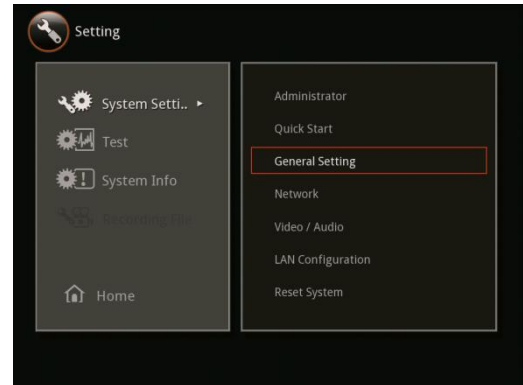 Setting
System Setti..
Test
System Info
Recording File
Home
Administrator
Quick Start
General Setting
Network
Video / Audio
LAN Configuration
Reset System